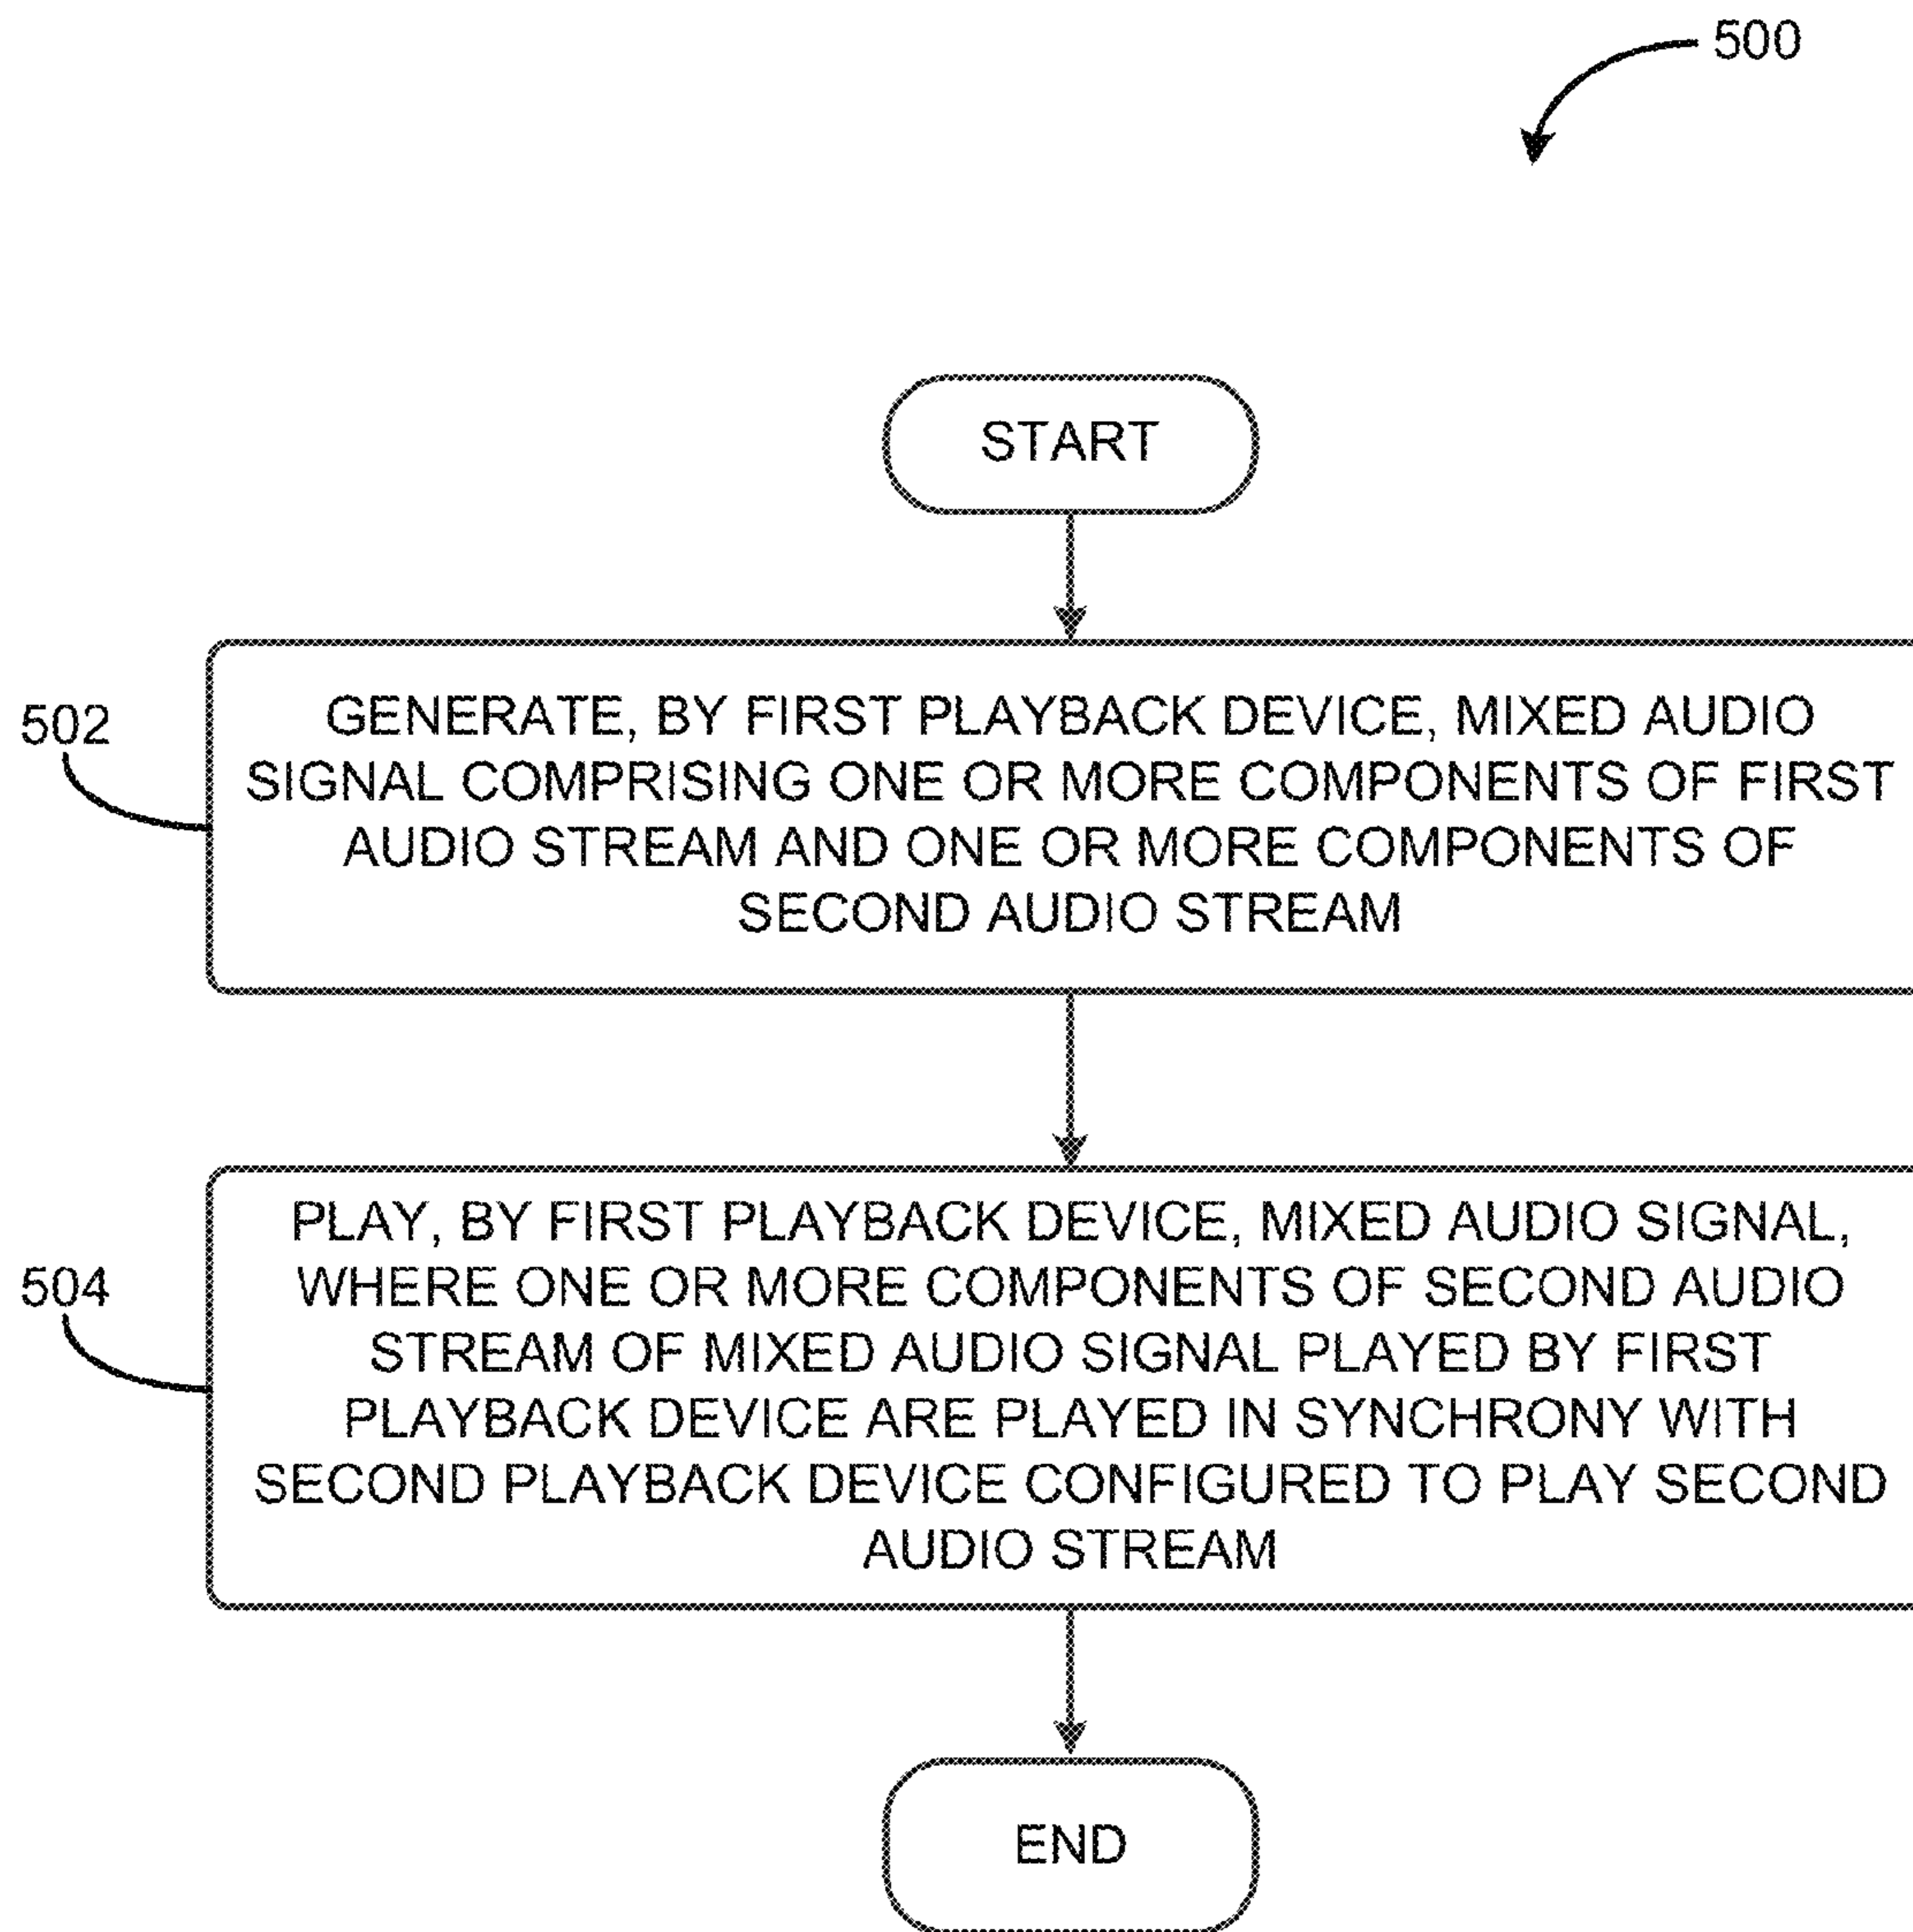 500
START
502
GENERATE, BY FIRST PLAYBACK DEVICE, MIXED AUDIO
SIGNAL COMPRISING ONE OR MORE COMPONENTS OF FIRST
AUDIO STREAM AND ONE OR MORE COMPONENTS OF
SECOND AUDIO STREAM
504
PLAY, BY FIRST PLAYBACK DEVICE, MIXED AUDIO SIGNAL,
WHERE ONE OR MORE COMPONENTS OF SECOND AUDIO
STREAM OF MIXED AUDIO SIGNAL PLAYED BY FIRST
PLAYBACK DEVICE ARE PLAYED IN SYNCHRONY WITH
SECOND PLAYBACK DEVICE CONFIGURED TO PLAY SECOND
AUDIO STREAM
END